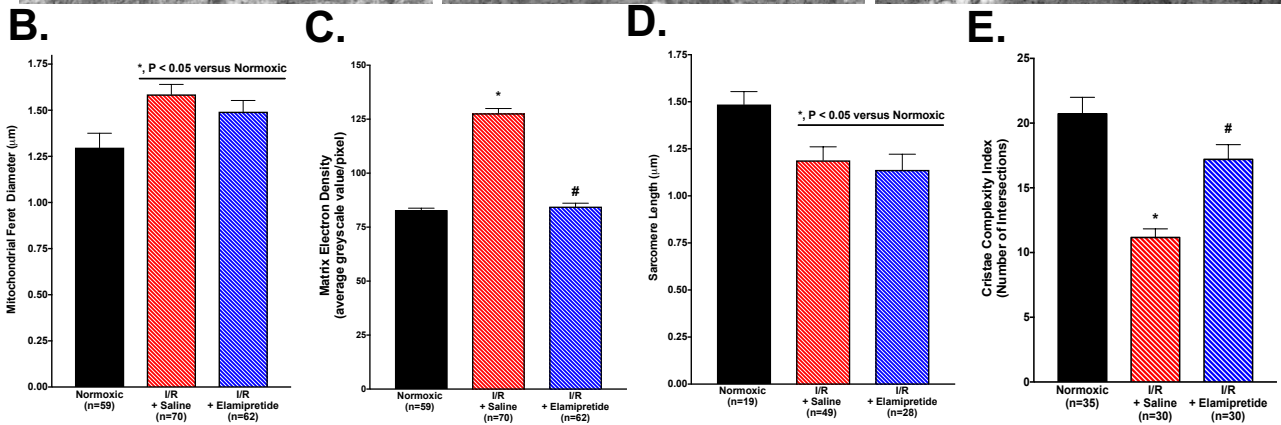 B.
Mitochondrial Feret Diameter (μm)
1.75
1.50
1.25
1.00
0.75
0.50
0.25
0.00
*, P < 0.05 versus Normoxic
Normoxic
(n=59)
I/R
+ Saline
(n=70)
I/R
+ Elamipretide
(n=62)
C.
Matrix Electron Density
(average greyscale value/pixel)
150
125
100
75
50
25
0
*
#
Normoxic
(n=59)
I/R
+ Saline
(n=70)
I/R
+ Elamipretide
(n=62)
D.
Sarcomere Length (μm)
1.75
1.50
1.25
1.00
0.75
0.50
0.25
0.00
*, P < 0.05 versus Normoxic
Normoxic
(n=19)
I/R
+ Saline
(n=49)
I/R
+ Elamipretide
(n=28)
E.
Cristae Complexity Index
(Number of Intersections)
25
20
15
10
5
0
*
#
Normoxic
(n=35)
I/R
+ Saline
(n=30)
I/R
+ Elamipretide
(n=30)